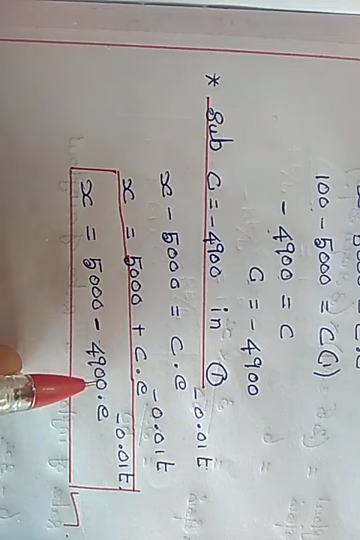 100 - 5000 = C(1)
- 4900 = C
C = - 4900
* Sub C = - 4900 in ①
x - 5000 = C.e^{-0.01t}
x = 5000 + C.e^{-0.01t}
x = 5000 - 4900.e^{-0.01t}